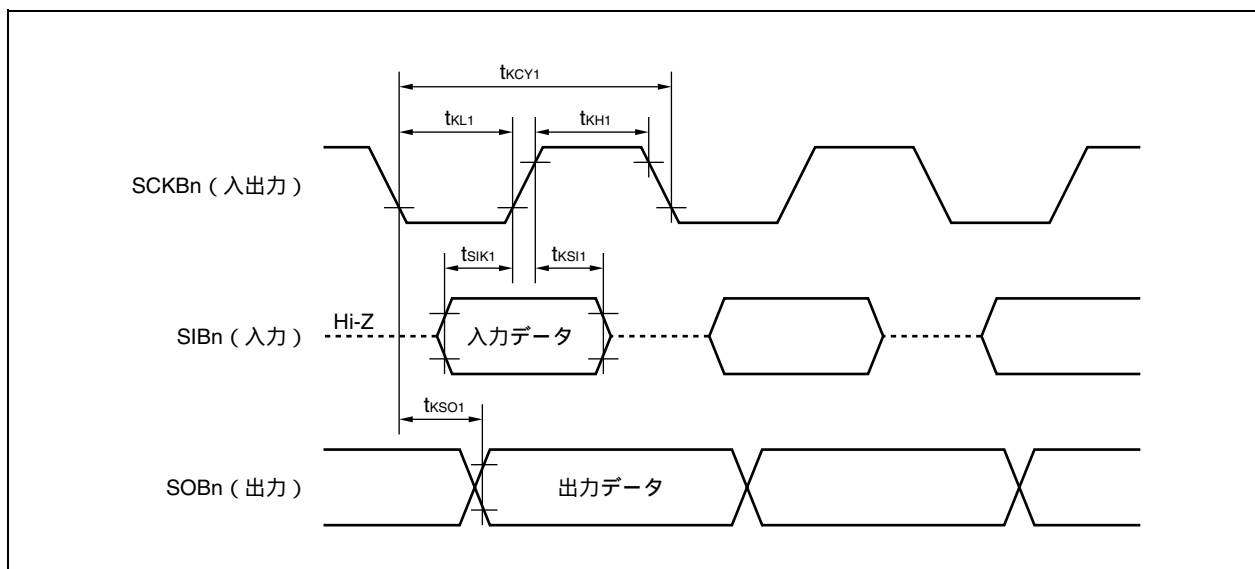 tKCY1
tKL1 tKH1
SCKBn（入出力）
tSIK1 tKSI1
SIBn（入力） Hi-Z 入力データ
tKSO1
SOBn（出力） 出力データ